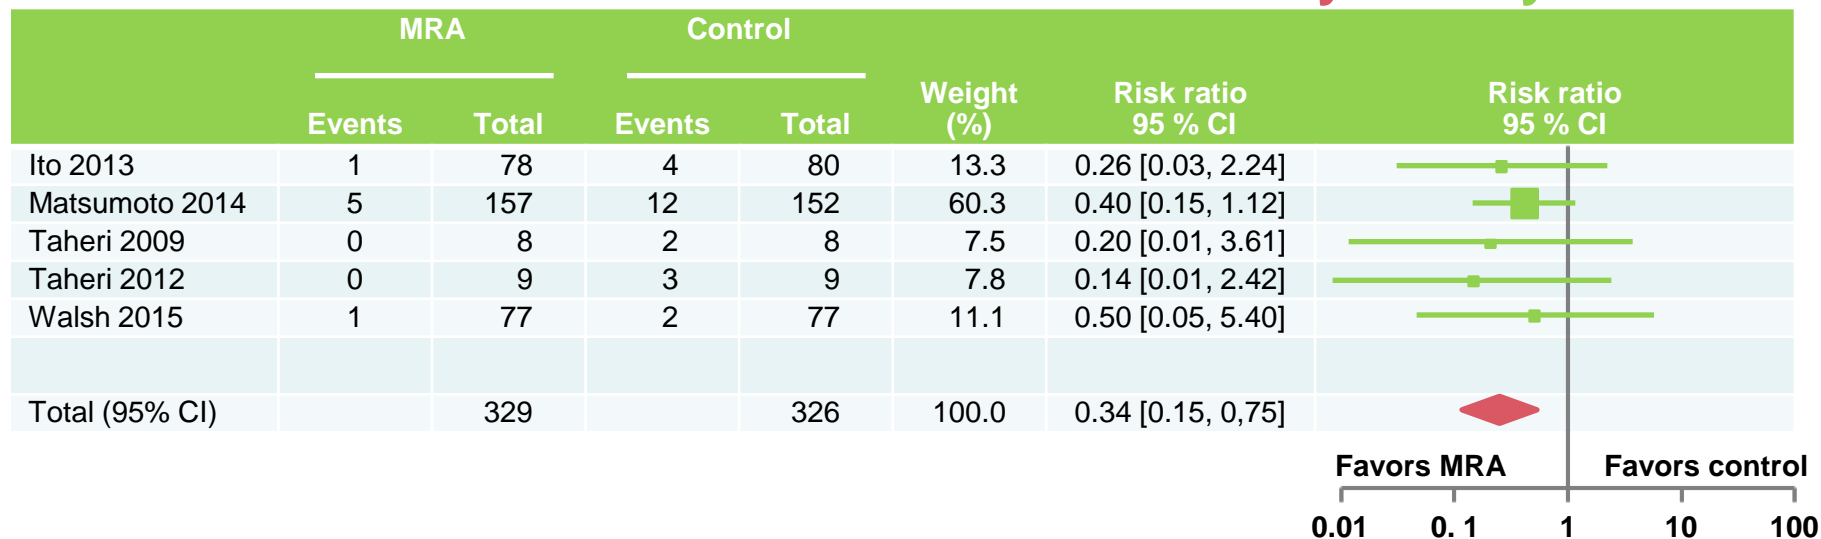 MRA Control
Weight Risk ratio Risk ratio
Events Total Events Total (%) 95 % CI 95 % CI
Ito 2013 1 78 4 80 13.3 0.26 [0.03, 2.24]
Matsumoto 2014 5 157 12 152 60.3 0.40 [0.15, 1.12]
Taheri 2009 0 8 2 8 7.5 0.20 [0.01, 3.61]
Taheri 2012 0 9 3 9 7.8 0.14 [0.01, 2.42]
Walsh 2015 1 77 2 77 11.1 0.50 [0.05, 5.40]
Total (95% CI) 329 326 100.0 0.34 [0.15, 0,75]
Favors MRA Favors control
0.01 0. 1 1 10 100